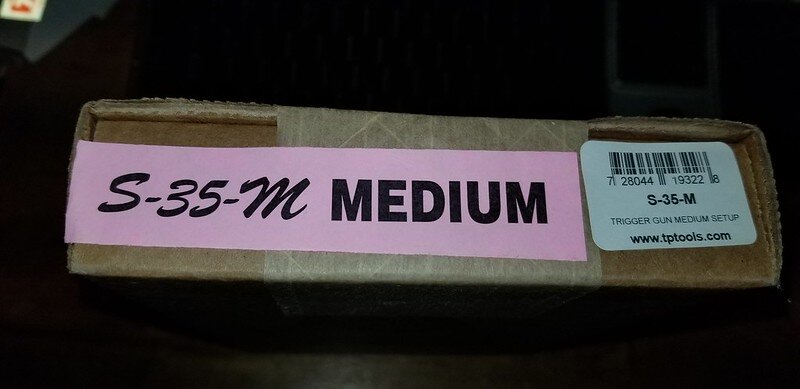 S-35-M MEDIUM
7 28044 19322 8
S-35-M
TRIGGER GUN MEDIUM SETUP
www.tptools.com